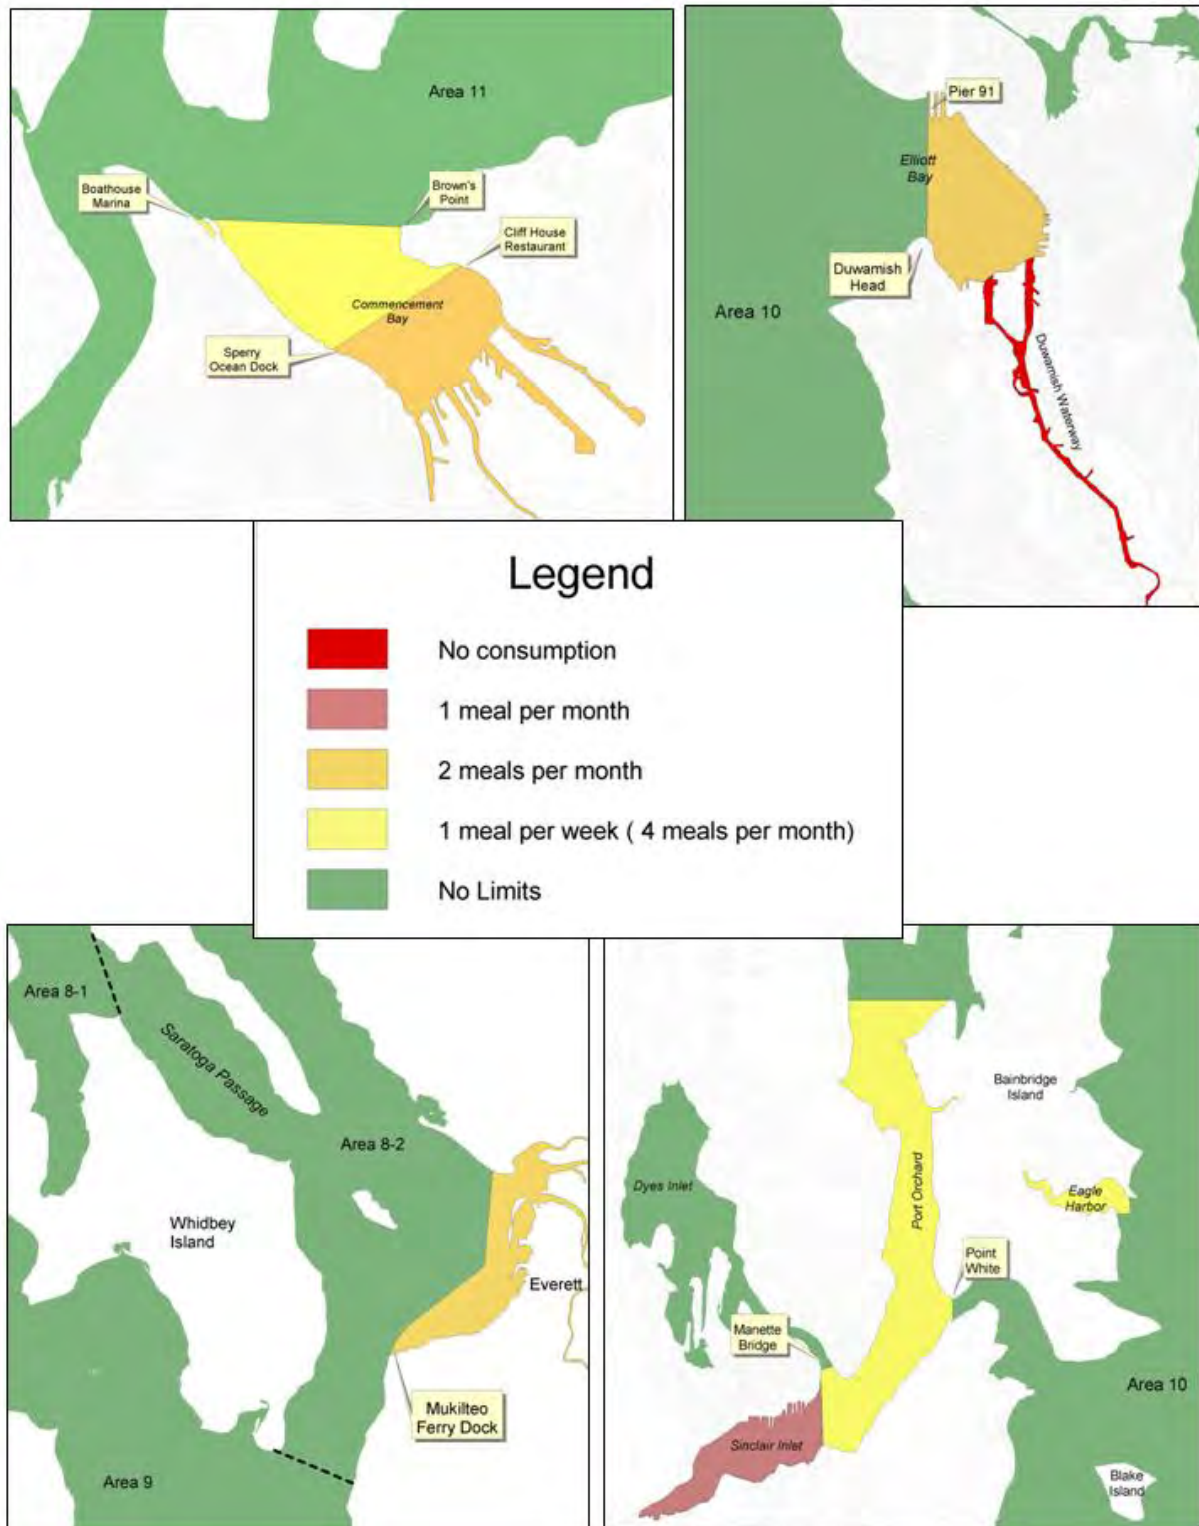 Area 11
Boathouse
Marina
Brown's
Point
Cliff House
Restaurant
Commencement
Bay
Sperry
Ocean Dock
Pier 91
Elliott
Bay
Duwamish
Head
Area 10
Duwamish Waterway
Legend
No consumption
1 meal per month
2 meals per month
1 meal per week ( 4 meals per month)
No Limits
Area 8-1
Saratoga Passage
Area 8-2
Whidbey
Island
Everett
Mukilteo
Ferry Dock
Area 9
Bainbridge
Island
Dyes Inlet
Port Orchard
Eagle
Harbor
Point
White
Manette
Bridge
Area 10
Sinclair Inlet
Blake
Island